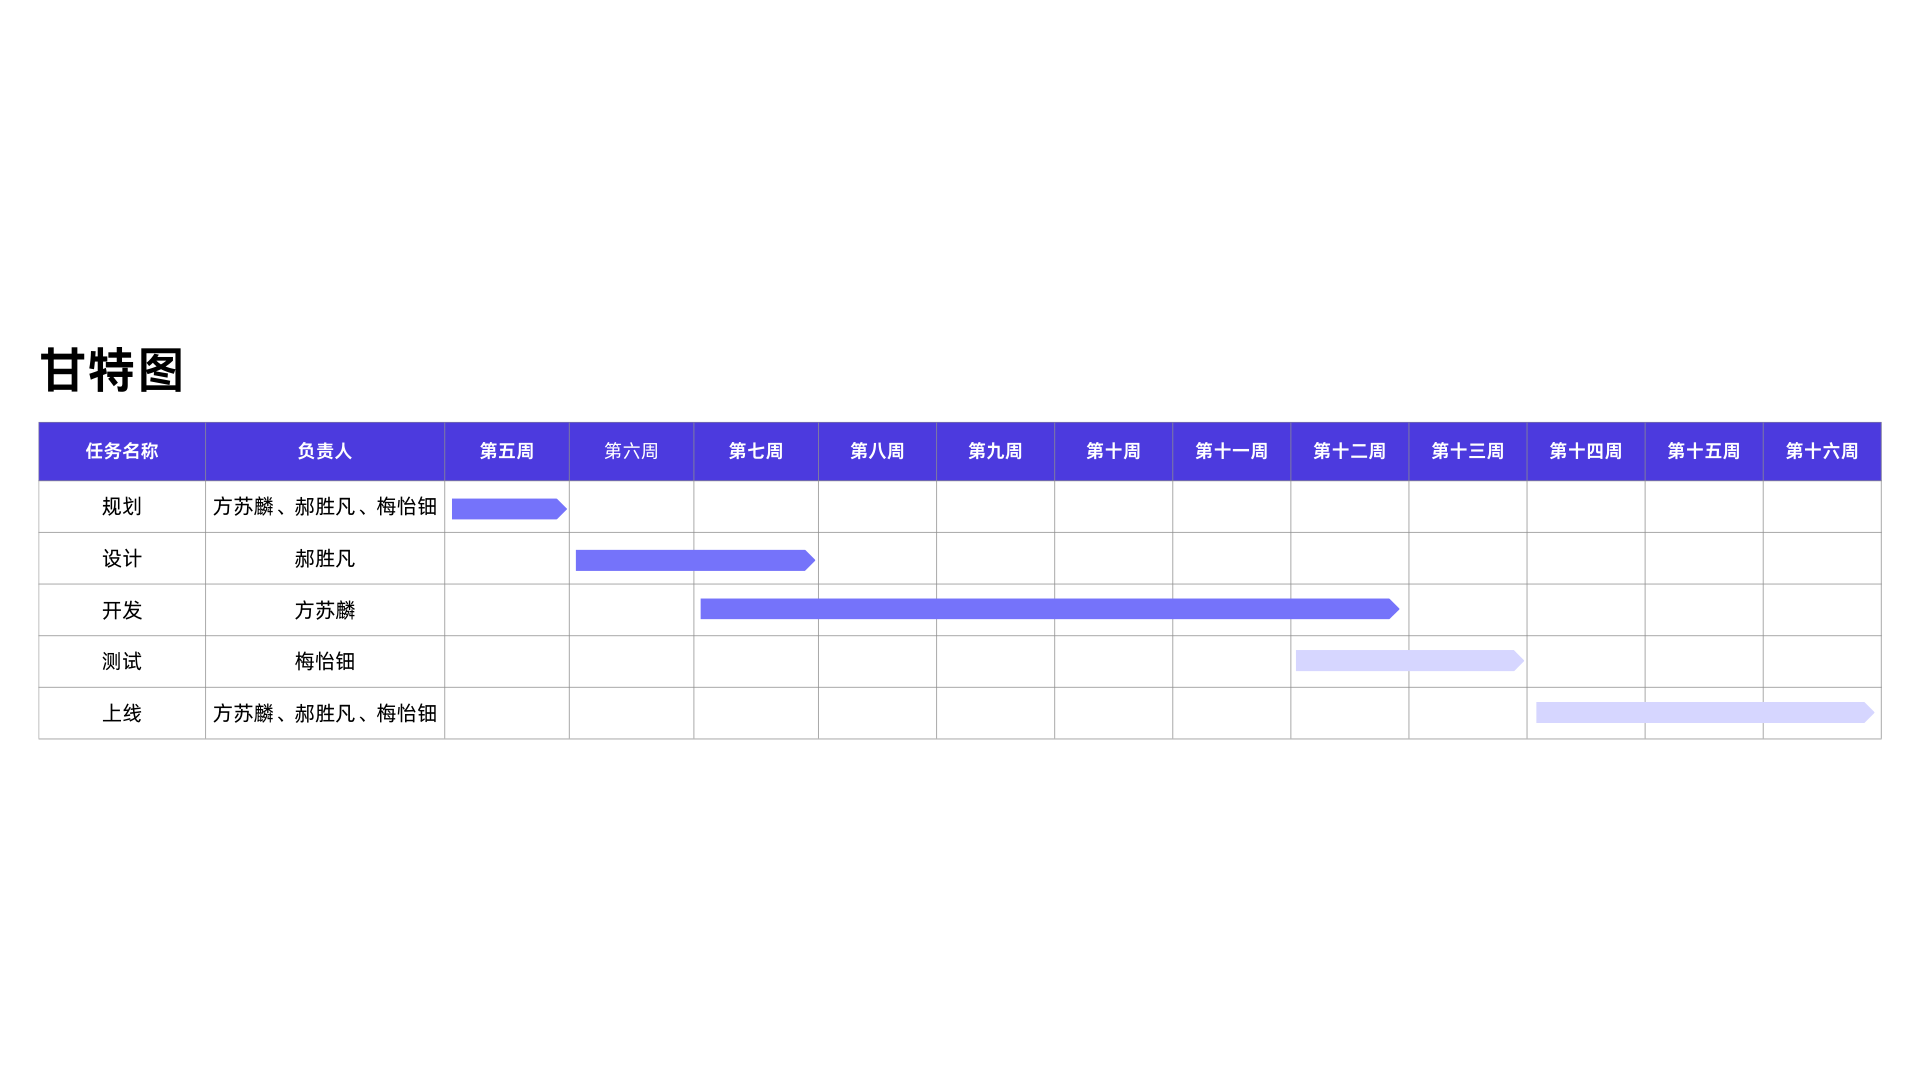 甘特图
任务名称 负责人 第五周 第六周 第七周 第八周 第九周 第十周 第十一周 第十二周 第十三周 第十四周 第十五周 第十六周
规划 方苏麟、郝胜凡、梅怡钿
设计 郝胜凡
开发 方苏麟
测试 梅怡钿
上线 方苏麟、郝胜凡、梅怡钿